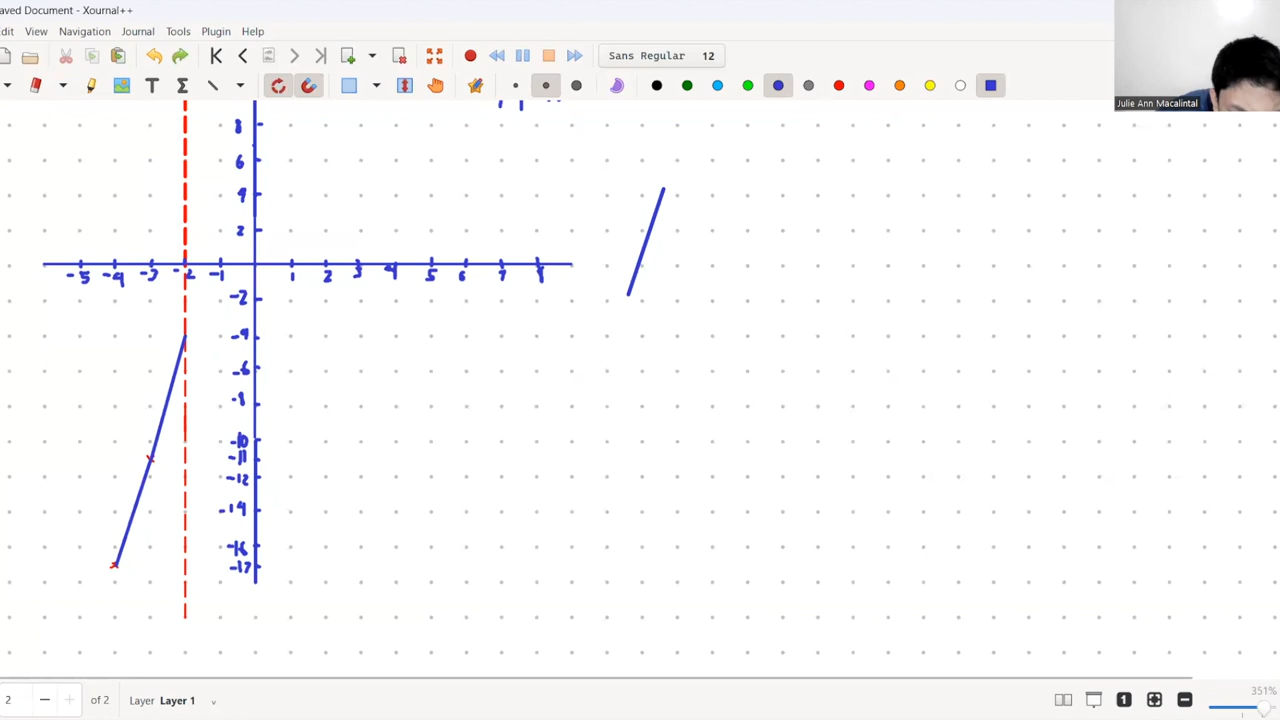 aved Document - Xournal++
Edit View Navigation Journal Tools Plugin Help
Sans Regular 12
Julie Ann Macalintal
8
6
4
2
-5 -4 -3 -2 -1 1 2 3 4 5 6 7 8
-2
-4
-6
-8
-10
-11
-12
-14
-16
-17
351%
2 of 2 Layer Layer 1 1